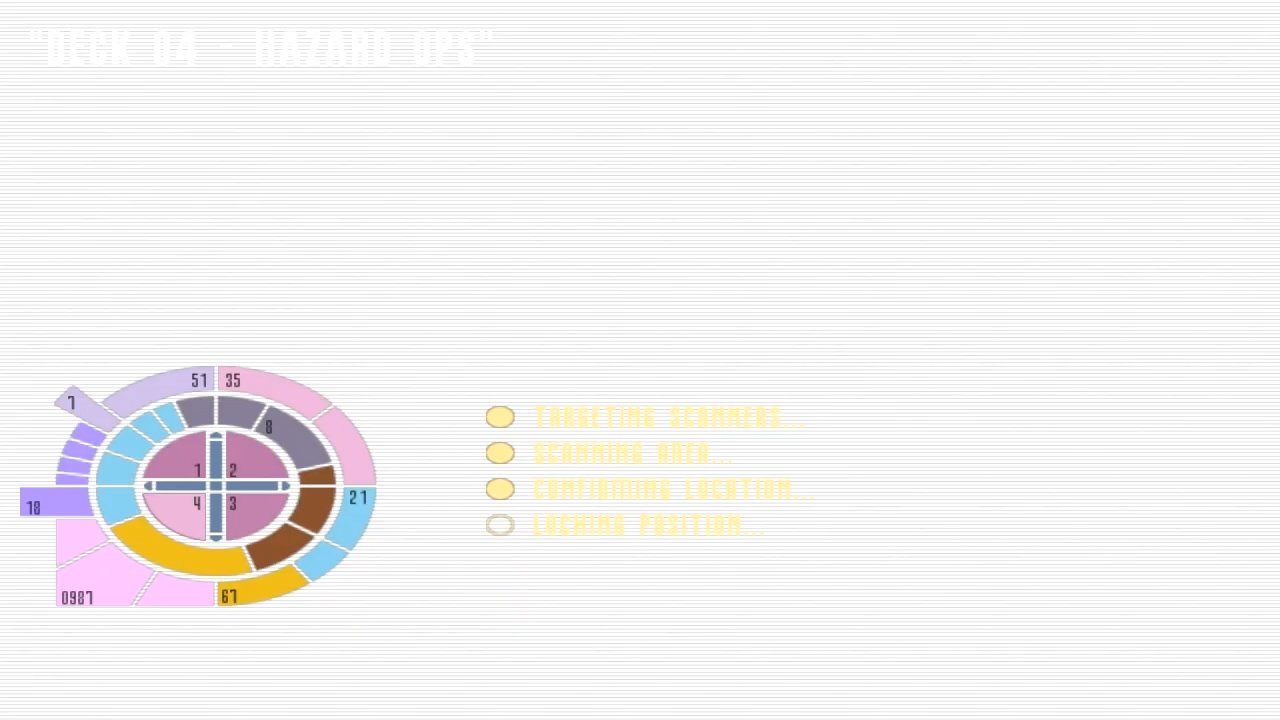 "DECK 04 - HAZARD OPS"
51 35
7
8
1 2
4 3
21
18
0987
67
TARGETING SCANNERS...
SCANNING AREA...
CONFIRMING LOCATION...
LOCKING POSITION...